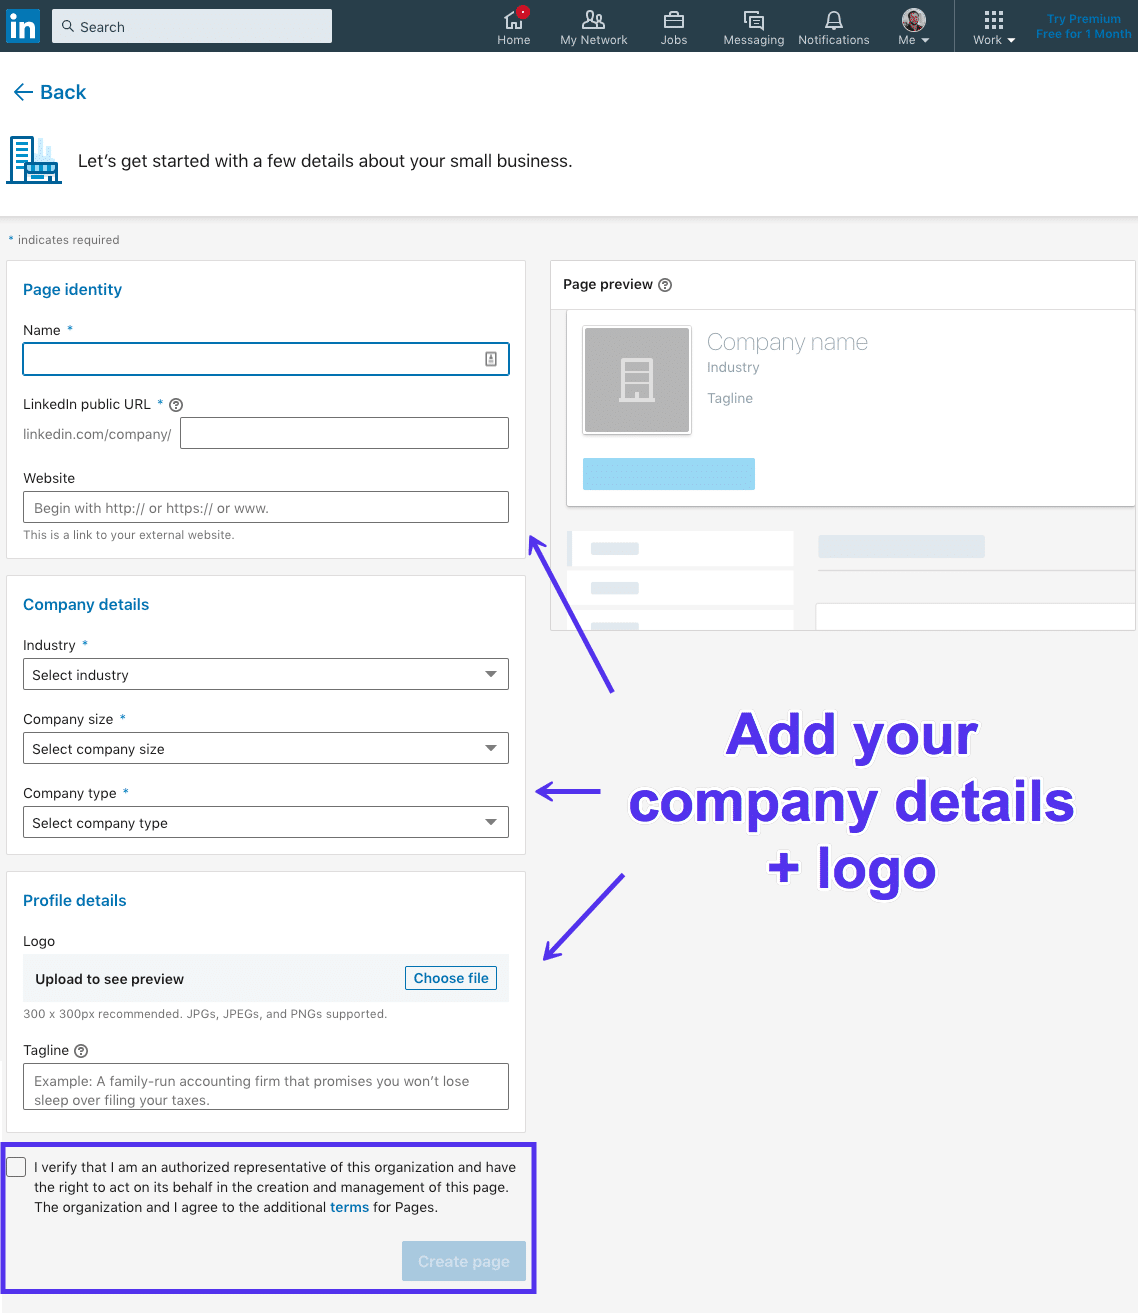 in
Search
Home
My Network
Jobs
Messaging
Notifications
Me
Work
Try Premium
Free for 1 Month
Back
Let's get started with a few details about your small business.
* indicates required
Page identity
Name *
LinkedIn public URL * ?
linkedin.com/company/
Website
Begin with http:// or https:// or www.
This is a link to your external website.
Page preview ?
Company name
Industry
Tagline
Company details
Industry *
Select industry
Company size *
Select company size
Company type *
Select company type
Add your
company details
+ logo
Profile details
Logo
Upload to see preview
Choose file
300 x 300px recommended. JPGs, JPEGs, and PNGs supported.
Tagline ?
Example: A family-run accounting firm that promises you won't lose
sleep over filing your taxes.
I verify that I am an authorized representative of this organization and have
the right to act on its behalf in the creation and management of this page.
The organization and I agree to the additional terms for Pages.
Create page